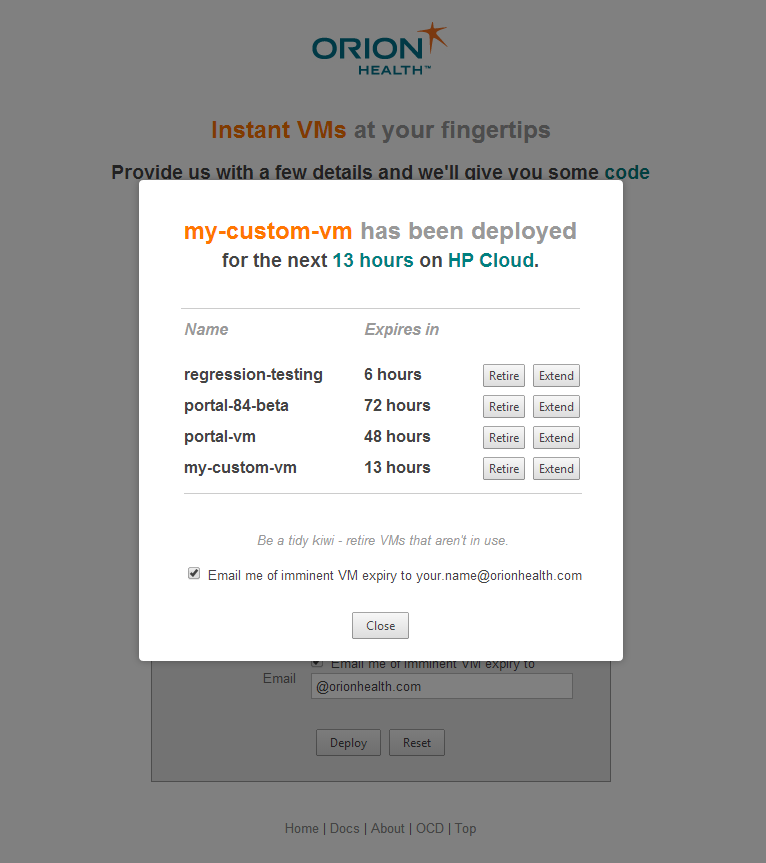 ORION
HEALTH™
Instant VMs at your fingertips
Provide us with a few details and we'll give you some code
my-custom-vm has been deployed
for the next 13 hours on HP Cloud.
Name Expires in
regression-testing 6 hours Retire Extend
portal-84-beta 72 hours Retire Extend
portal-vm 48 hours Retire Extend
my-custom-vm 13 hours Retire Extend
Be a tidy kiwi - retire VMs that aren't in use.
Email me of imminent VM expiry to your.name@orionhealth.com
Close
Email me of imminent VM expiry to
Email @orionhealth.com
Deploy Reset
Home | Docs | About | OCD | Top